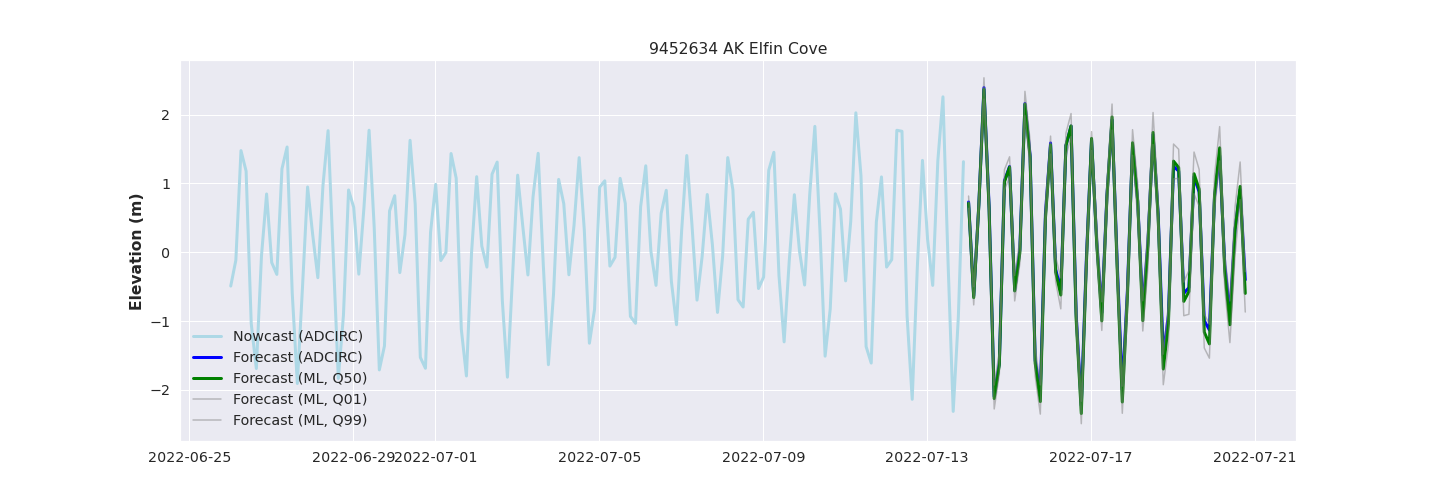 9452634 AK Elfin Cove
Elevation (m)
2
1
0
−1
−2
Nowcast (ADCIRC)
Forecast (ADCIRC)
Forecast (ML, Q50)
Forecast (ML, Q01)
Forecast (ML, Q99)
2022-06-25 2022-06-29 2022-07-01 2022-07-05 2022-07-09 2022-07-13 2022-07-17 2022-07-21